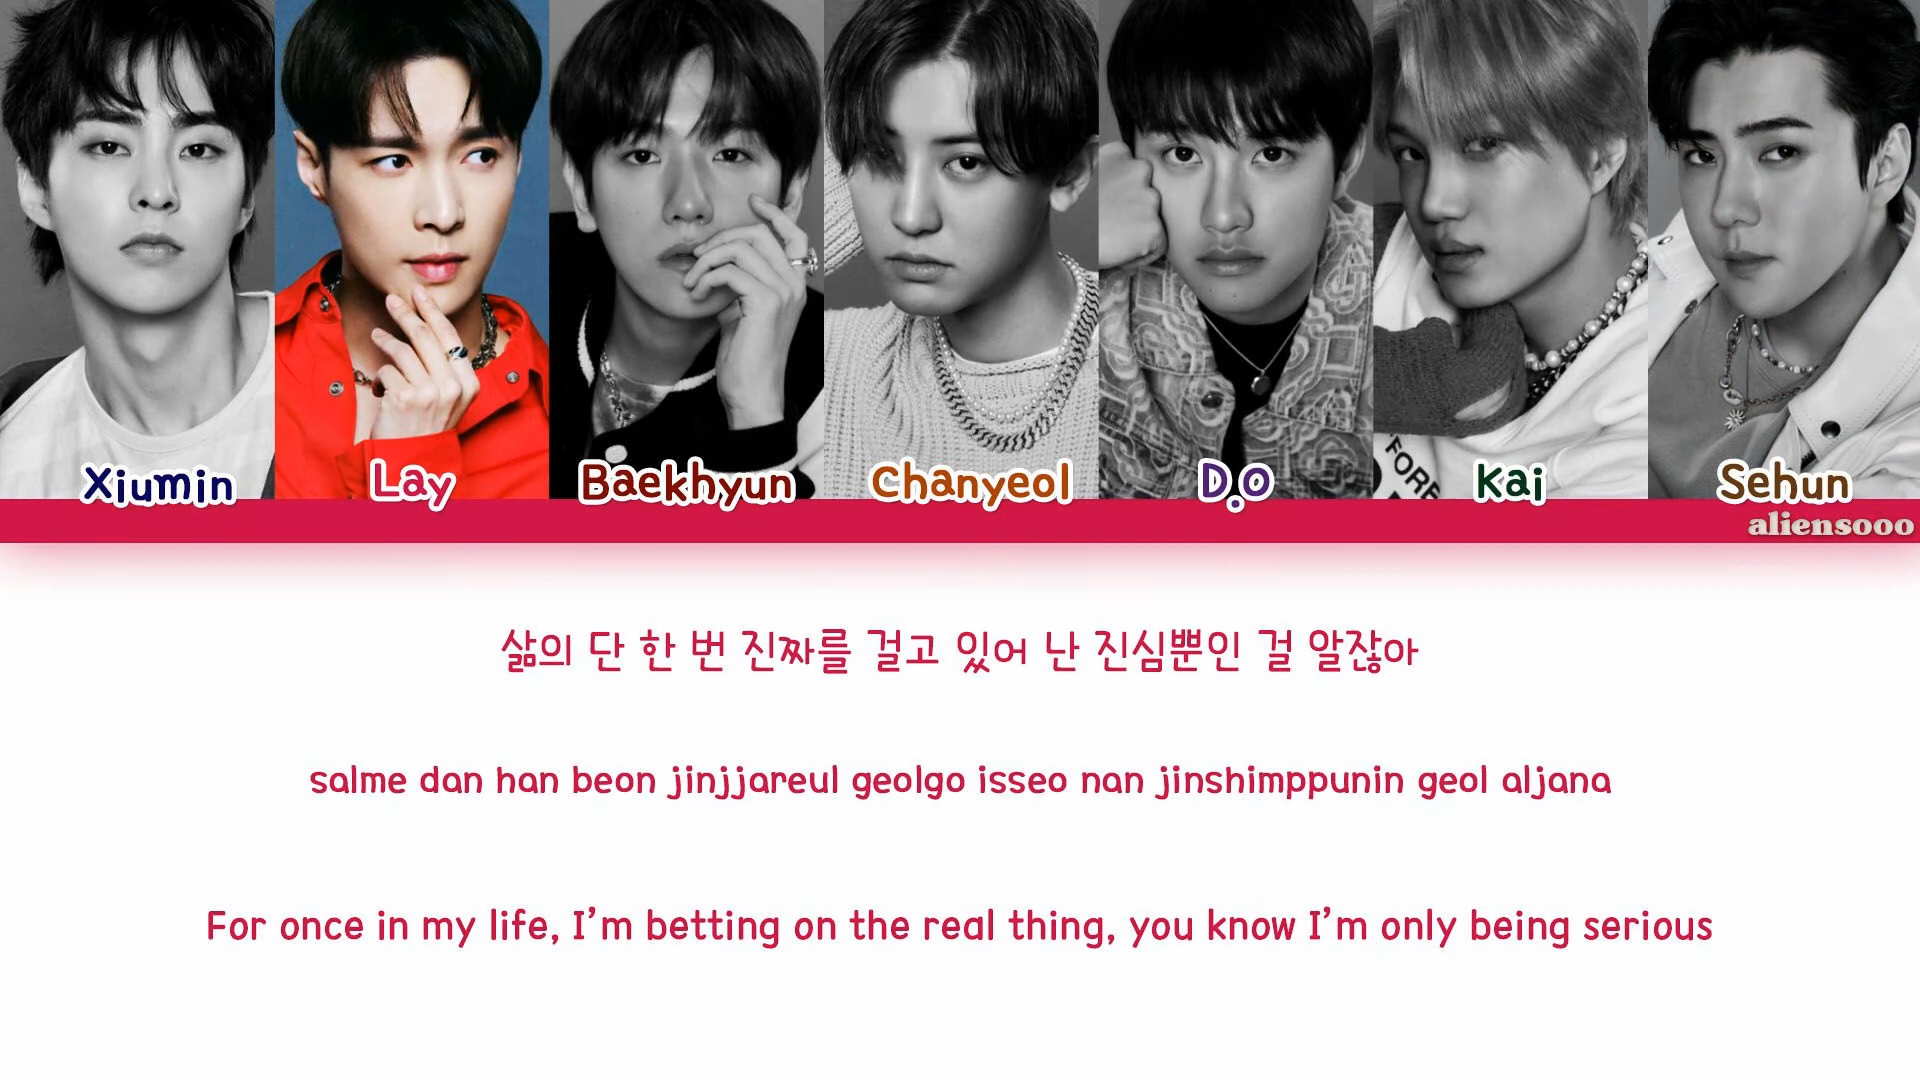 FORE
Xiumin Lay Baekhyun Chanyeol D.O Kai Sehun
aliensooo
삶의 단 한 번 진짜를 걸고 있어 난 진심뿐인 걸 알잖아
salme dan han beon jinjjareul geolgo isseo nan jinshimppunin geol aljana
For once in my life, I'm betting on the real thing, you know I'm only being serious